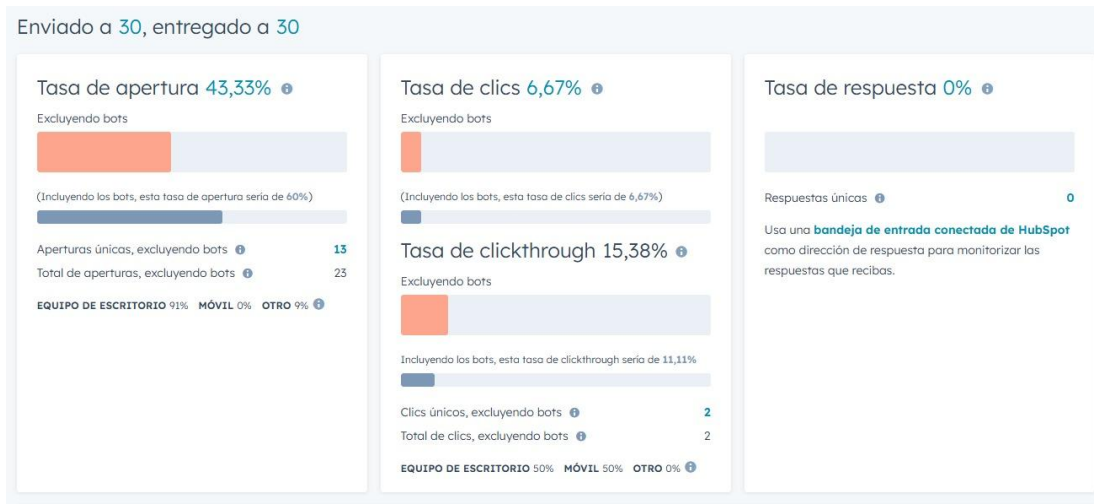 Enviado a 30, entregado a 30
Tasa de apertura 43,33%
Excluyendo bots
(Incluyendo los bots, esta tasa de apertura sería de 60%)
Aperturas únicas, excluyendo bots 13
Total de aperturas, excluyendo bots 23
EQUIPO DE ESCRITORIO 91% MÓVIL 0% OTRO 9%
Tasa de clics 6,67%
Excluyendo bots
(Incluyendo los bots, esta tasa de clics sería de 6,67%)
Tasa de clickthrough 15,38%
Excluyendo bots
Incluyendo los bots, esta tasa de clickthrough sería de 11,11%
Clics únicos, excluyendo bots 2
Total de clics, excluyendo bots 2
EQUIPO DE ESCRITORIO 50% MÓVIL 50% OTRO 0%
Tasa de respuesta 0%
Respuestas únicas 0
Usa una bandeja de entrada conectada de HubSpot
como dirección de respuesta para monitorizar las
respuestas que recibas.